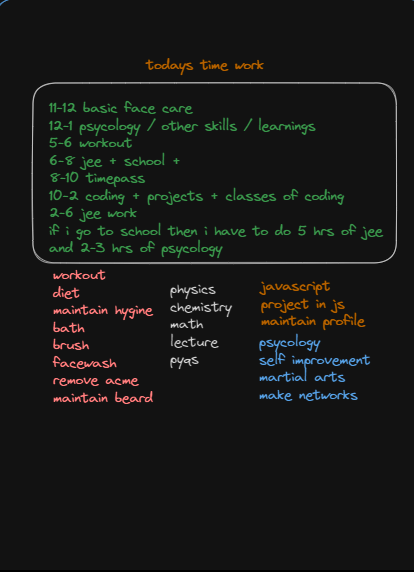 todays time work
11-12 basic face care
12-1 psycology / other skills / learnings
5-6 workout
6-8 jee + school +
8-10 timepass
10-2 coding + projects + classes of coding
2-6 jee work
if i go to school then i have to do 5 hrs of jee
and 2-3 hrs of psycology
workout
diet
maintain hygine
bath
brush
facewash
remove acme
maintain beard
physics
chemistry
math
lecture
pyqs
javascript
project in js
maintain profile
psycology
self improvement
martial arts
make networks